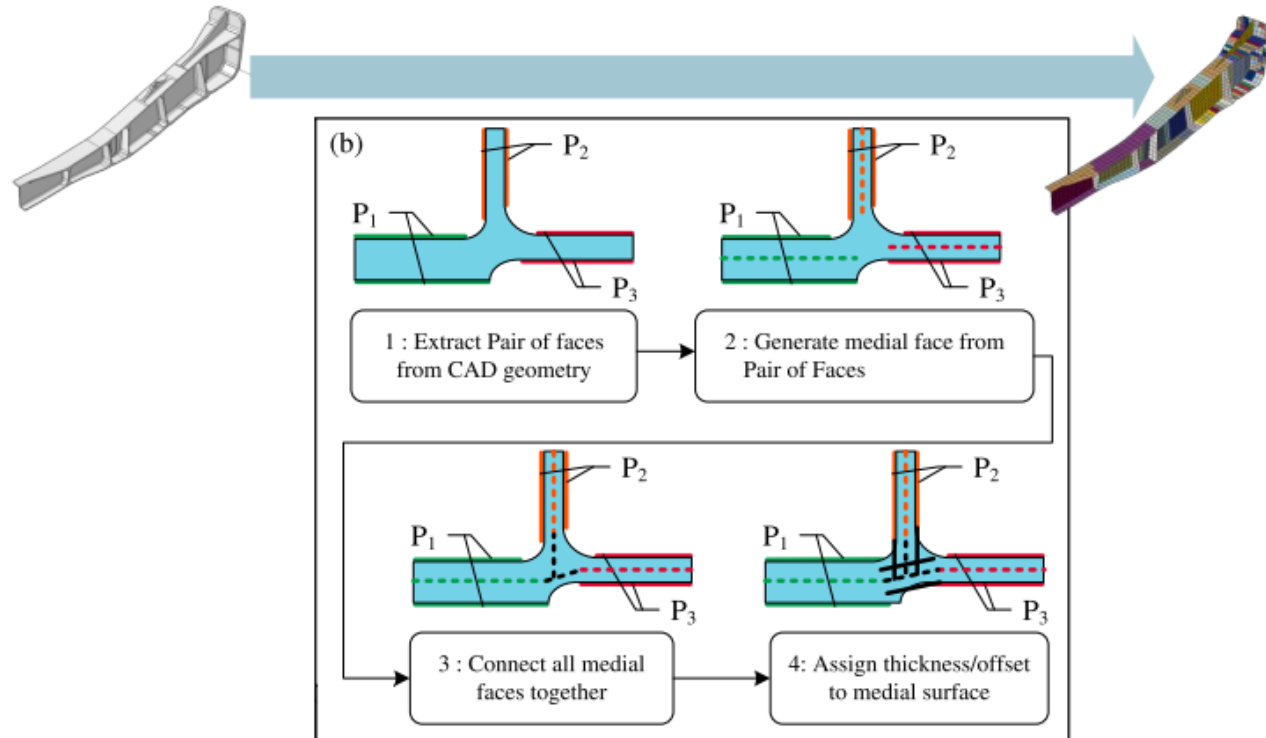 (b)
P₂
P₁
P₃
P₂
P₁
P₃
1 : Extract Pair of faces
from CAD geometry
2 : Generate medial face from
Pair of Faces
P₂
P₁
P₃
P₂
P₁
P₃
3 : Connect all medial
faces together
4: Assign thickness/offset
to medial surface